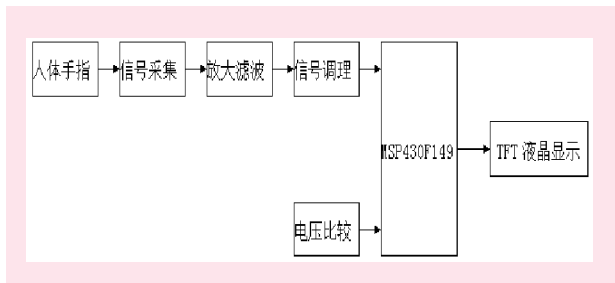 人体手指
信号采集
放大滤波
信号调理
MSP430F149
TFT 液晶显示
电压比较